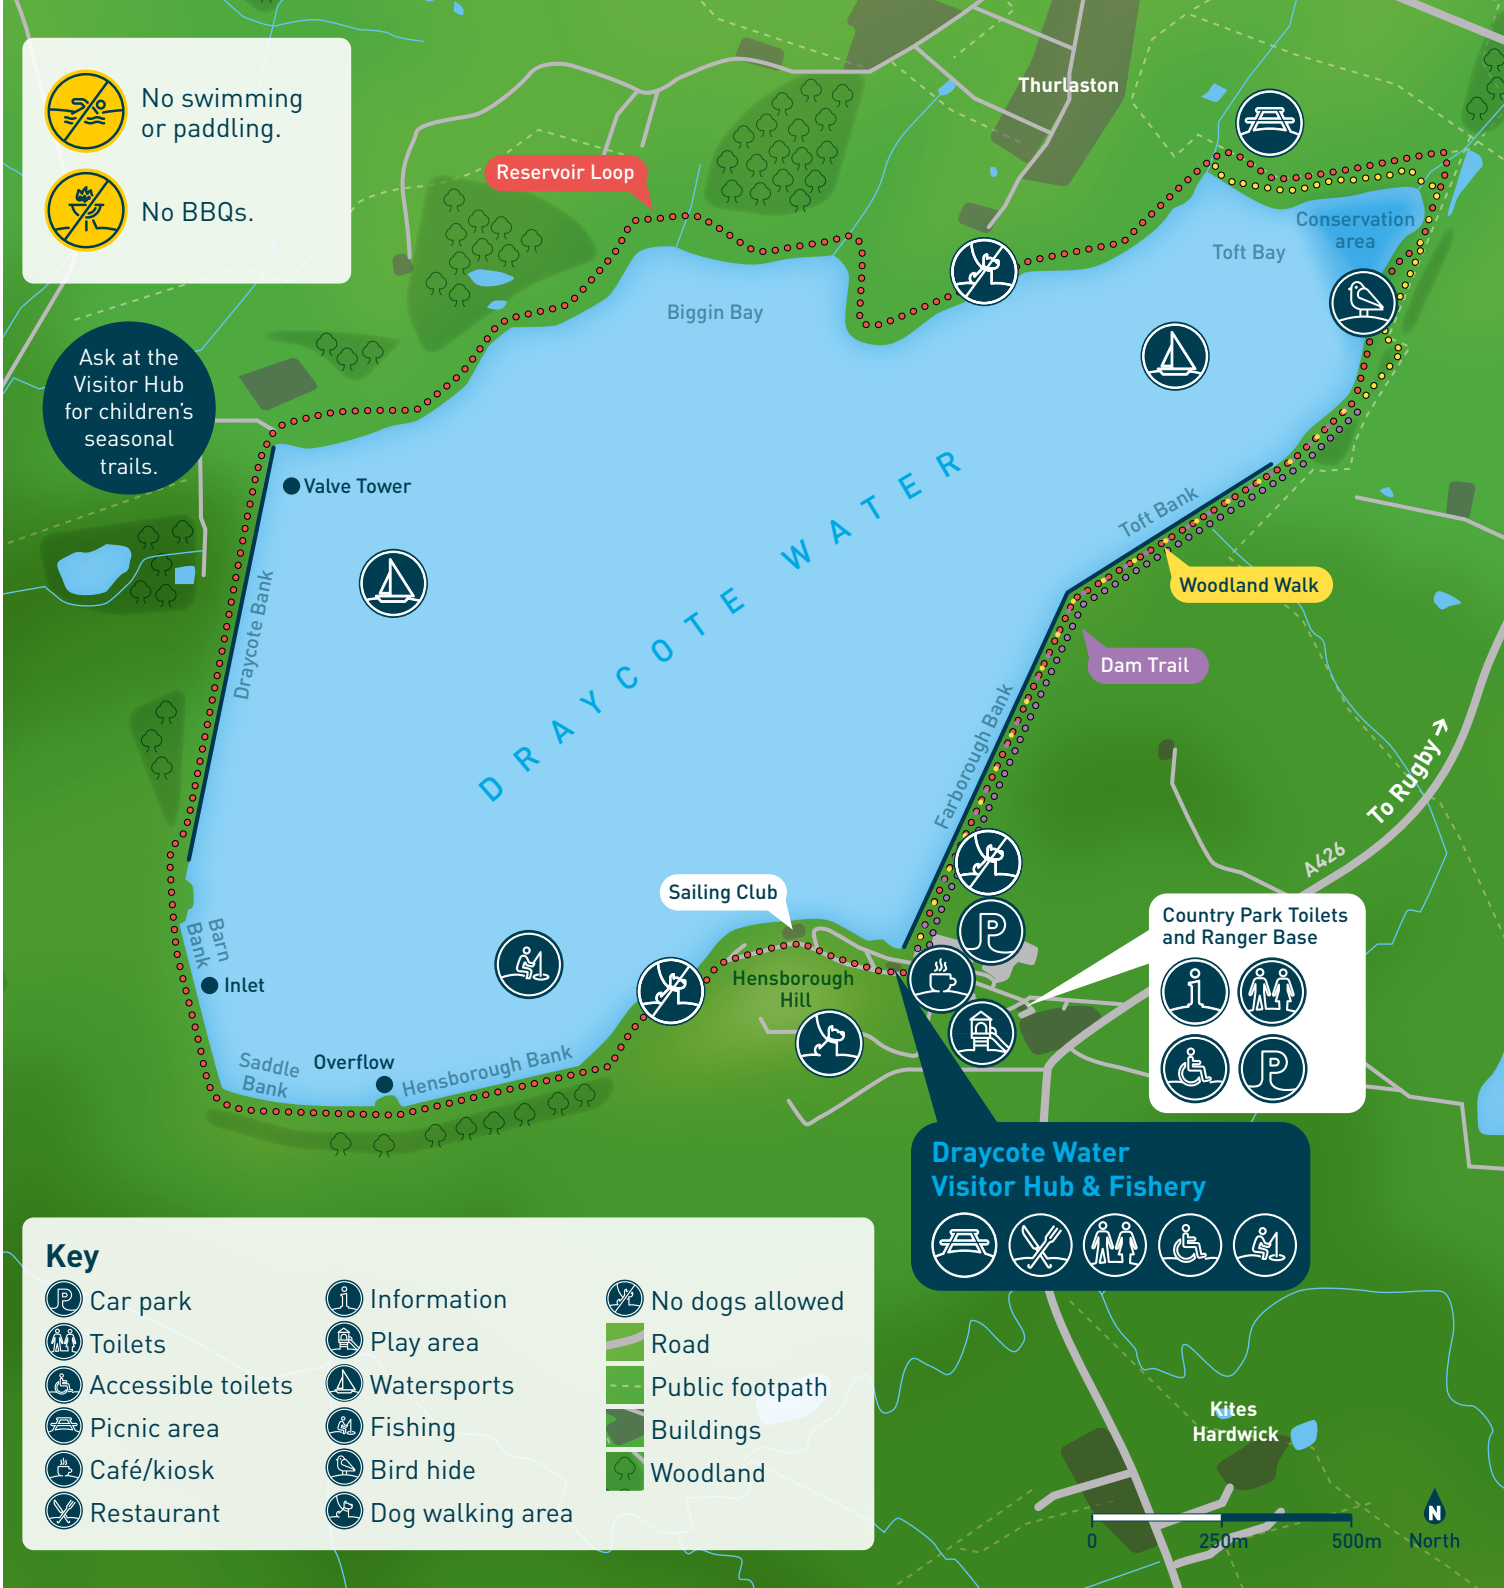 No swimming
or paddling.
No BBQs.
Ask at the
Visitor Hub
for children's
seasonal
trails.
Thurlaston
Reservoir Loop
Conservation
area
Toft Bay
Biggin Bay
Valve Tower
DRAYCOTE WATER
Toft Bank
Woodland Walk
Draycote Bank
Dam Trail
Farborough Bank
To Rugby
A426
Sailing Club
Country Park Toilets
and Ranger Base
Barn
Bank
Inlet
Hensborough
Hill
Saddle
Bank
Overflow
Hensborough Bank
Draycote Water
Visitor Hub & Fishery
Key
Car park
Toilets
Accessible toilets
Picnic area
Café/kiosk
Restaurant
Information
Play area
Watersports
Fishing
Bird hide
Dog walking area
No dogs allowed
Road
Public footpath
Buildings
Woodland
Kites
Hardwick
N
0 250m 500m North